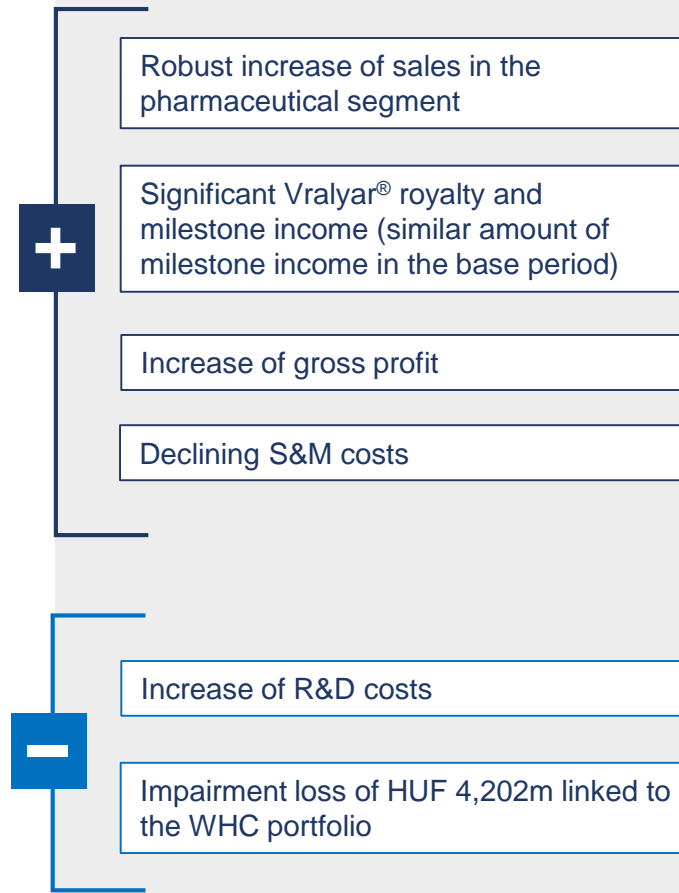 Robust increase of sales in the
pharmaceutical segment
+
Significant Vralyar® royalty and
milestone income (similar amount of
milestone income in the base period)
Increase of gross profit
Declining S&M costs
Increase of R&D costs
−
Impairment loss of HUF 4,202m linked to
the WHC portfolio